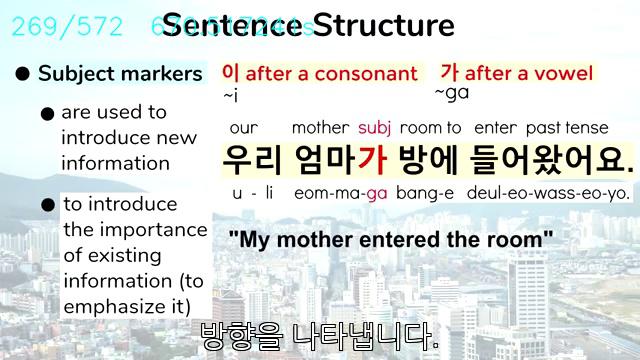 269/572
Sentence Structure
Subject markers
이 after a consonant
~i
가 after a vowel
~ga
are used to
introduce new
information
to introduce
the importance
of existing
information (to
emphasize it)
our mother subj room to enter past tense
우리 엄마가 방에 들어왔어요.
u - li eom-ma-ga bang-e deul-eo-wass-eo-yo.
"My mother entered the room"
방향을 나타냅니다.